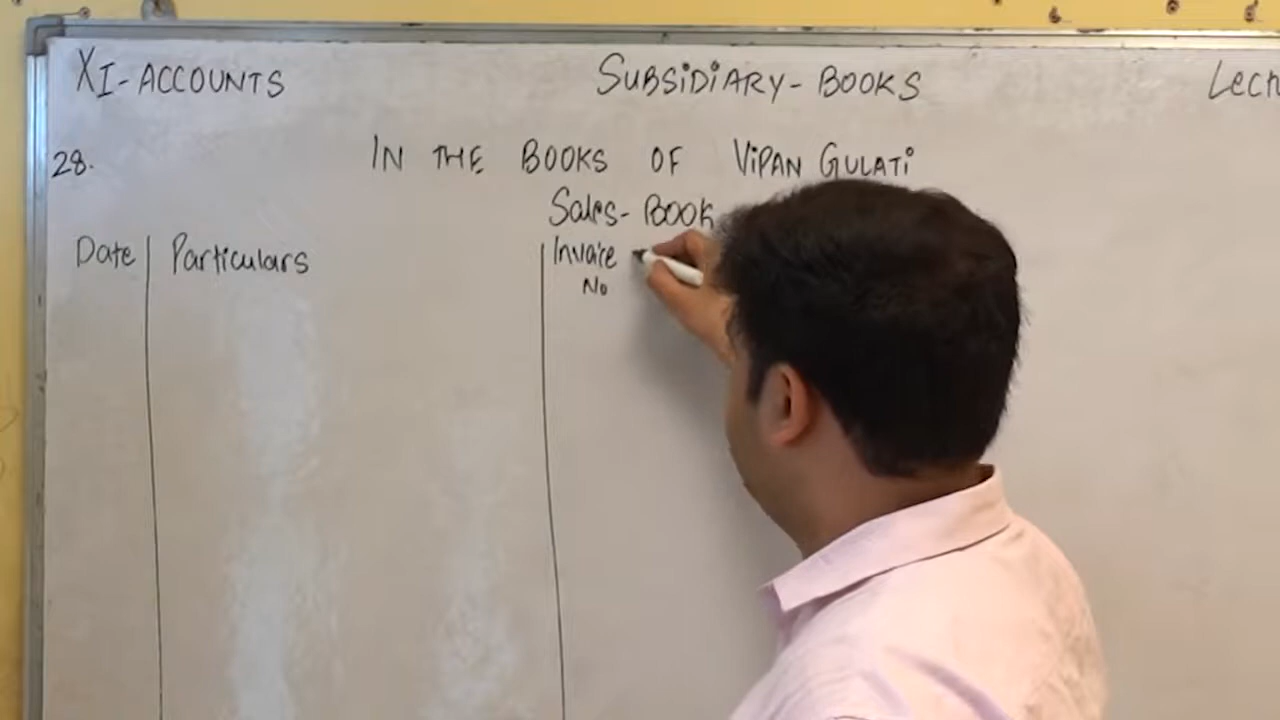 XI-ACCOUNTS SUBSiDiARY-BOOKS
28. IN THE BOOKS OF ViPAN GULATi
Sales-BOOK
Date Particulars Invoice
No